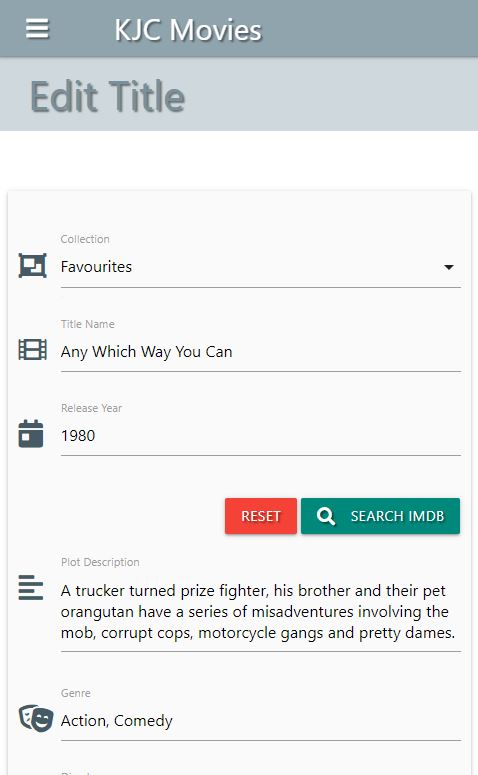 KJC Movies
Edit Title
Collection
Favourites
Title Name
Any Which Way You Can
Release Year
1980
RESET
SEARCH IMDB
Plot Description
A trucker turned prize fighter, his brother and their pet
orangutan have a series of misadventures involving the
mob, corrupt cops, motorcycle gangs and pretty dames.
Genre
Action, Comedy